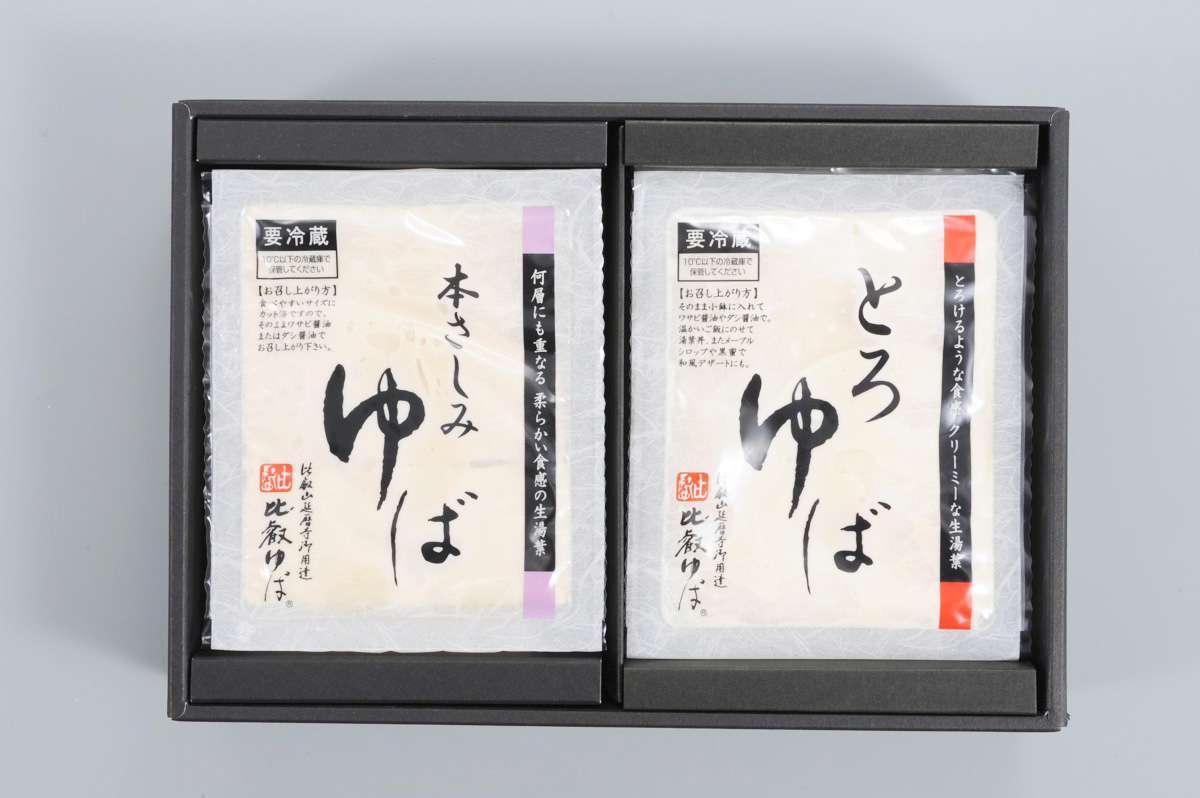 要冷蔵
10℃以下の冷蔵庫で
保管してください
【お召し上がり方】
食べやすいサイズに
カット済ですので、
そのままワサビ醤油
またはダシ醤油で
お召し上がり下さい。
本さしみ
ゆば
何層にも重なる 柔らかい食感の生湯葉
比叡山延暦寺御用達
比叡ゆば®
要冷蔵
10℃以下の冷蔵庫で
保管してください
【お召し上がり方】
そのまま小鉢に入れて
ワサビ醤油やダシ醤油で。
温かいご飯にのせて
湯葉丼、またメープル
シロップや黒蜜で
和風デザートにも。
とろ
ゆば
とろけるような食感 クリーミーな生湯葉
比叡山延暦寺御用達
比叡ゆば®